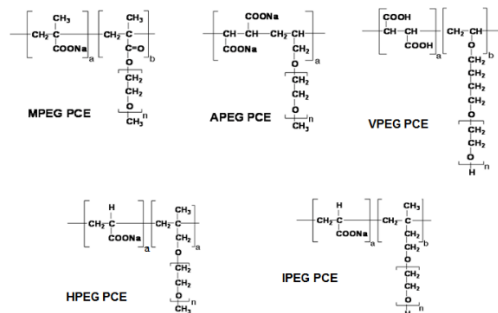 CH₃ CH₃
CH₂ C CH₂ C
COONa a C=O b
O
CH₂
CH₂
O n
CH₃
MPEG PCE
COONa
CH CH CH₂ CH
COONa CH₂ a
O
CH₂
CH₂
O n
CH₃
APEG PCE
COOH
CH CH CH₂ CH
COOH a O b
CH₂
CH₂
CH₂
CH₂
O
CH₂
CH₂
O n
H
VPEG PCE
H CH₃
CH₂ C CH₂ C
COONa a CH₂ a
O
CH₂
CH₂
O n
CH₃
HPEG PCE
H CH₃
CH₂ C CH₂ C
COONa a CH₂ b
CH₂
O
CH₂
CH₂
O n
IPEG PCE